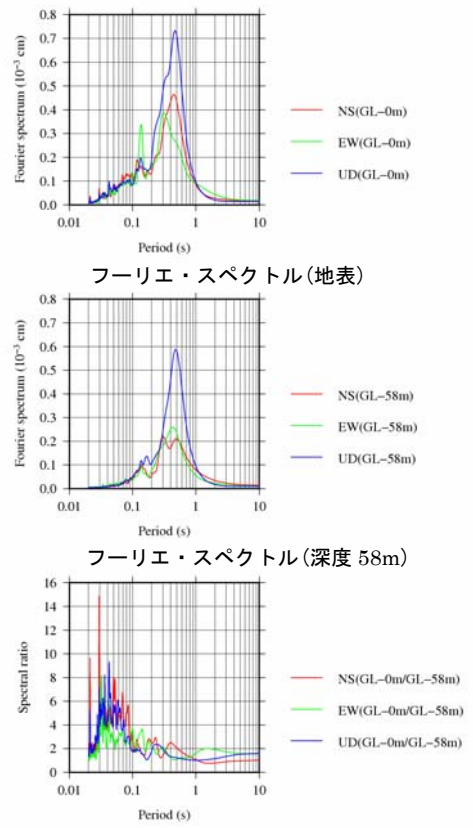 0.8
0.7
0.6
0.5
0.4
0.3
0.2
0.1
0.0
Fourier spectrum (10⁻³ cm)
0.01 0.1 1 10
Period (s)
NS(GL−0m)
EW(GL−0m)
UD(GL−0m)
フーリエ・スペクトル(地表)
0.8
0.7
0.6
0.5
0.4
0.3
0.2
0.1
0.0
Fourier spectrum (10⁻³ cm)
0.01 0.1 1 10
Period (s)
NS(GL−58m)
EW(GL−58m)
UD(GL−58m)
フーリエ・スペクトル(深度 58m)
16
14
12
10
8
6
4
2
0
Spectral ratio
0.01 0.1 1 10
Period (s)
NS(GL−0m/GL−58m)
EW(GL−0m/GL−58m)
UD(GL−0m/GL−58m)